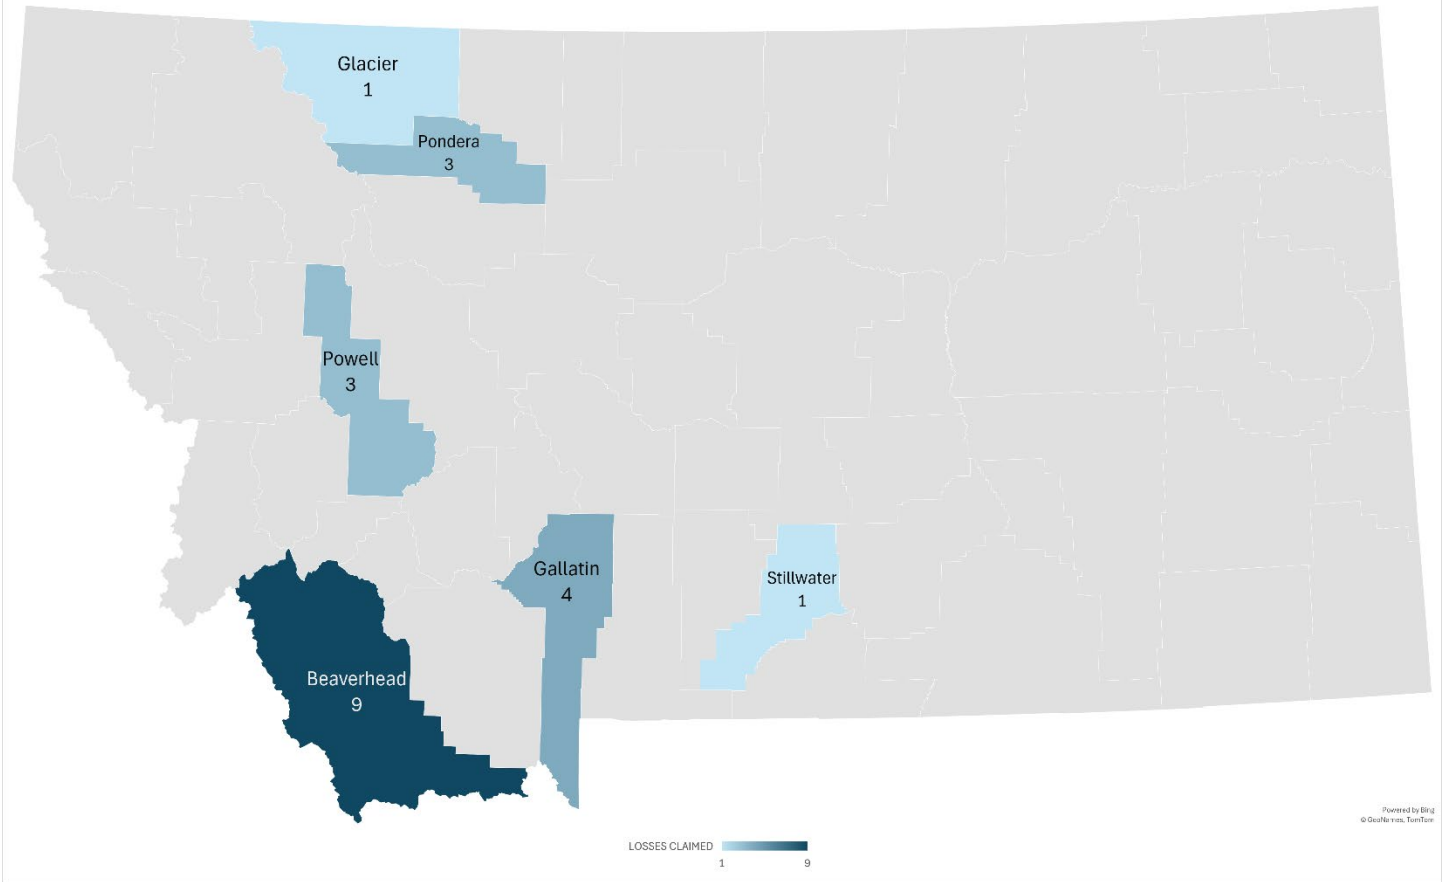 Glacier
1
Pondera
3
Powell
3
Gallatin
4
Stillwater
1
Beaverhead
9
Powered by Bing
© GeoNames, TomTom
LOSSES CLAIMED
1
9